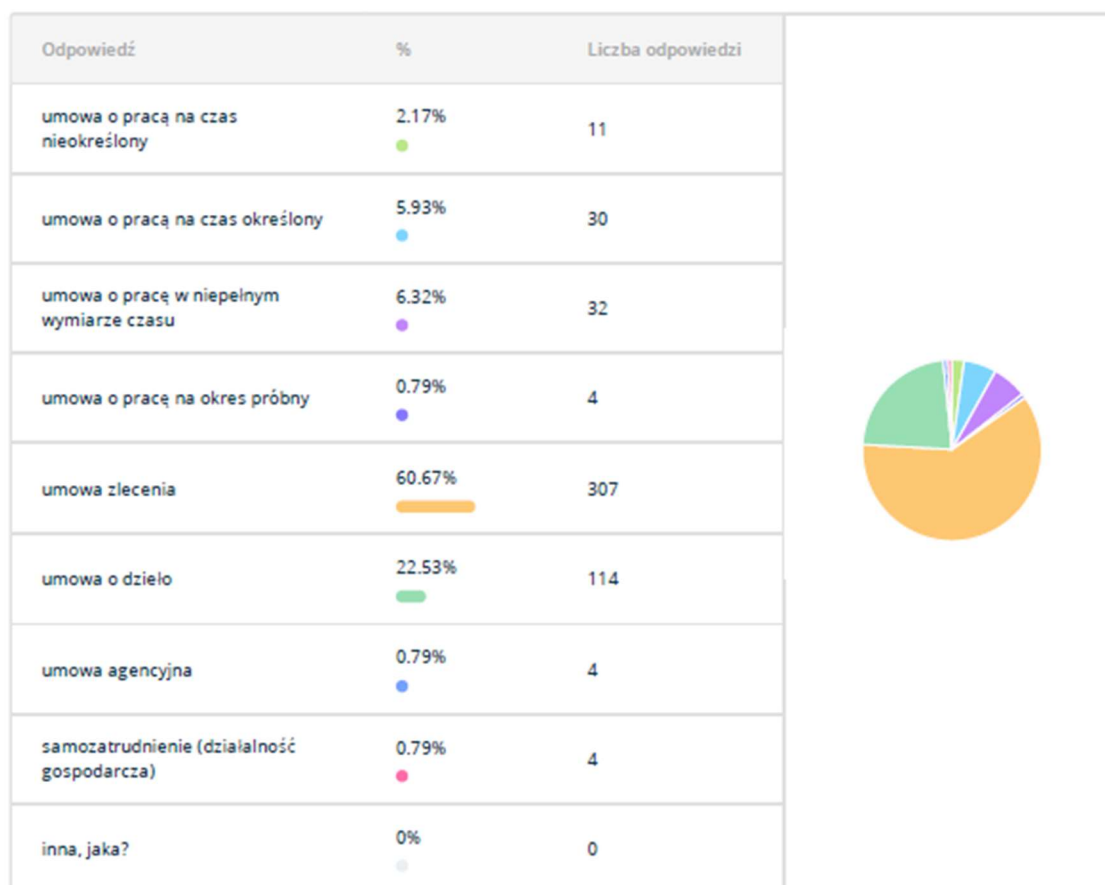 Odpowiedź % Liczba odpowiedzi
umowa o pracą na czas
nieokreślony
2.17%
11
umowa o pracą na czas określony
5.93%
30
umowa o pracę w niepełnym
wymiarze czasu
6.32%
32
umowa o pracę na okres próbny
0.79%
4
umowa zlecenia
60.67%
307
umowa o dzieło
22.53%
114
umowa agencyjna
0.79%
4
samozatrudnienie (działalność
gospodarcza)
0.79%
4
inna, jaka?
0%
0